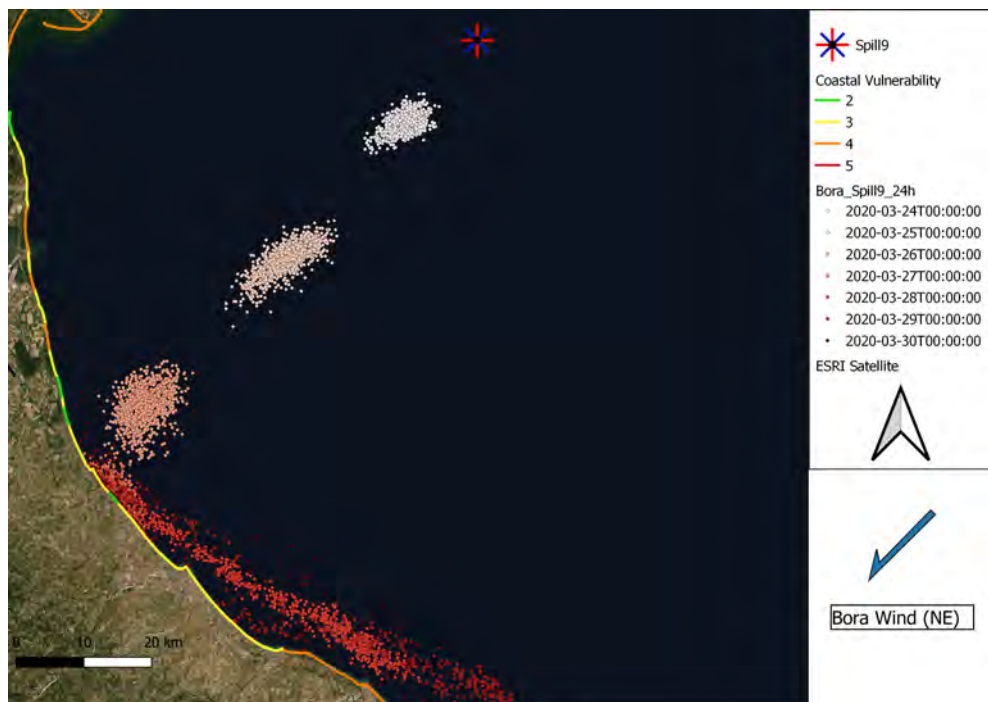 Spill9
Coastal Vulnerability
2
3
4
5
Bora_Spill9_24h
2020-03-24T00:00:00
2020-03-25T00:00:00
2020-03-26T00:00:00
2020-03-27T00:00:00
2020-03-28T00:00:00
2020-03-29T00:00:00
2020-03-30T00:00:00
ESRI Satellite
Bora Wind (NE)
0 10 20 km